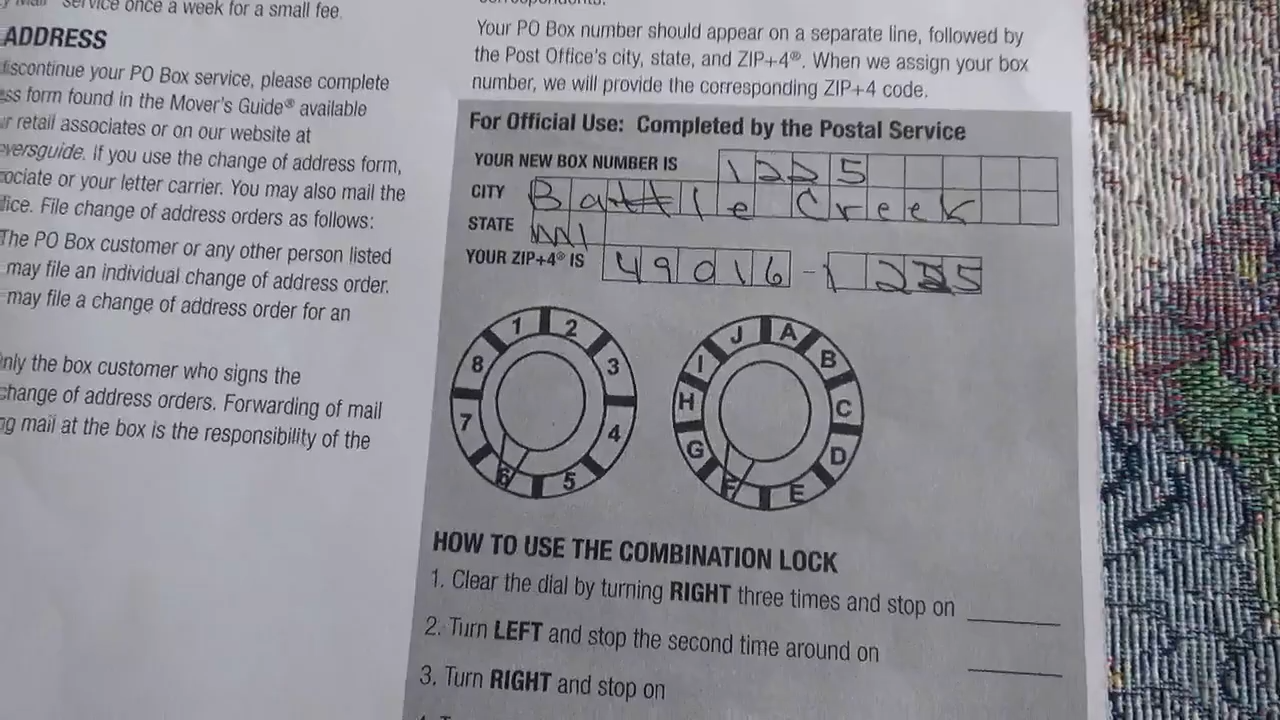 service once a week for a small fee.
ADDRESS
discontinue your PO Box service, please complete
form found in the Mover's Guide® available
retail associates or on our website at
If you use the change of address form,
or your letter carrier. You may also mail the
File change of address orders as follows:
The PO Box customer or any other person listed
may file an individual change of address order.
may file a change of address order for an
only the box customer who signs the
change of address orders. Forwarding of mail
mail at the box is the responsibility of the
Your PO Box number should appear on a separate line, followed by
the Post Office's city, state, and ZIP+4®. When we assign your box
number, we will provide the corresponding ZIP+4 code.
For Official Use: Completed by the Postal Service
YOUR NEW BOX NUMBER IS 1225
CITY Battle Creek
STATE MI
YOUR ZIP+4® IS 49016-1225
1 2 3 4 5 6 7 8
A B C D E F G H I J
HOW TO USE THE COMBINATION LOCK
1. Clear the dial by turning RIGHT three times and stop on
2. Turn LEFT and stop the second time around on
3. Turn RIGHT and stop on